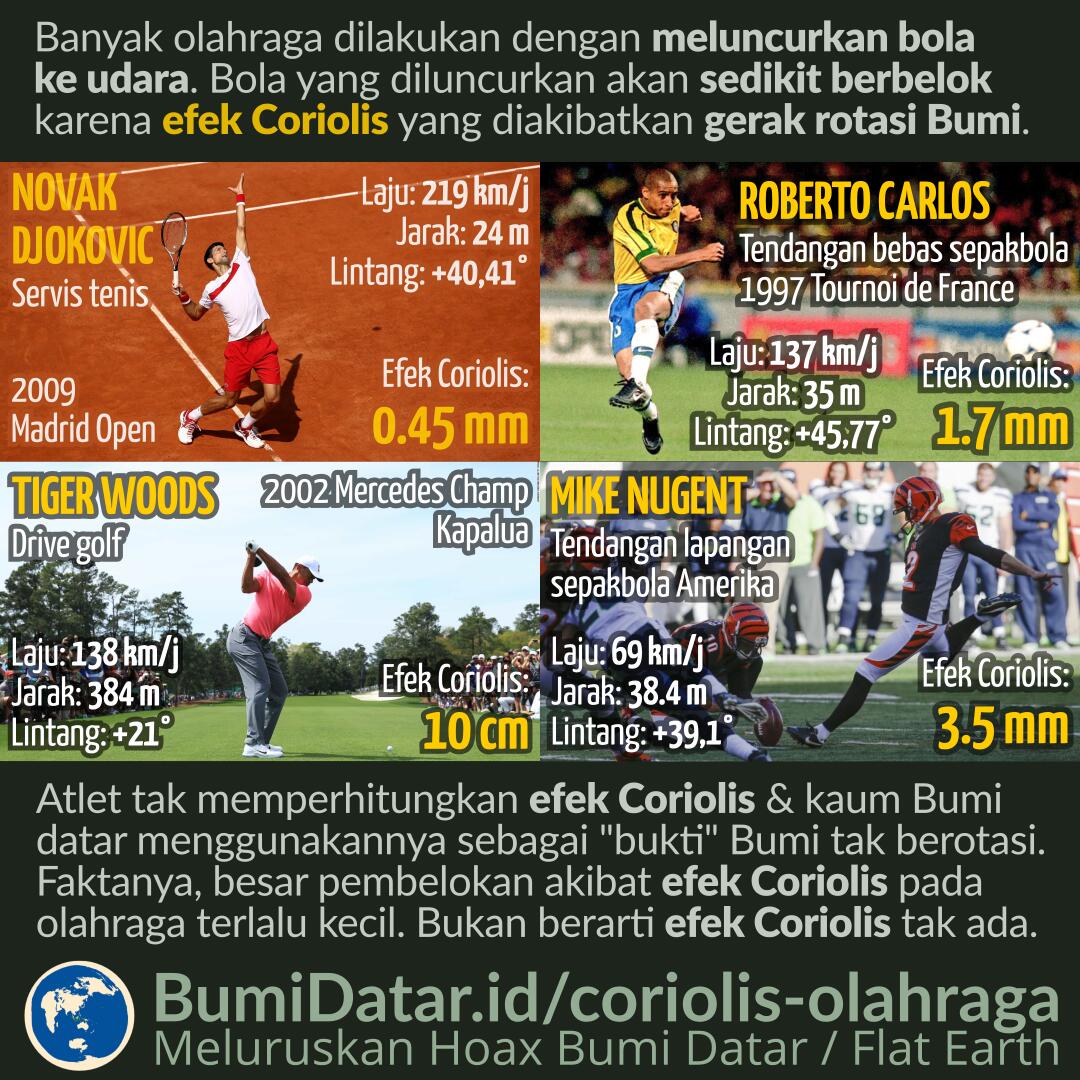 Banyak olahraga dilakukan dengan meluncurkan bola
ke udara. Bola yang diluncurkan akan sedikit berbelok
karena efek Coriolis yang diakibatkan gerak rotasi Bumi.
NOVAK
DJOKOVIC
Servis tenis
Laju: 219 km/j
Jarak: 24 m
Lintang: +40,41°
2009
Madrid Open
Efek Coriolis:
0.45 mm
ROBERTO CARLOS
Tendangan bebas sepakbola
1997 Tournoi de France
Laju: 137 km/j
Jarak: 35 m
Lintang: +45,77°
Efek Coriolis:
1.7 mm
TIGER WOODS
Drive golf
2002 Mercedes Champ
Kapalua
Laju: 138 km/j
Jarak: 384 m
Lintang: +21°
Efek Coriolis:
10 cm
MIKE NUGENT
Tendangan lapangan
sepakbola Amerika
Laju: 69 km/j
Jarak: 38.4 m
Lintang: +39,1°
Efek Coriolis:
3.5 mm
68
62
2
Atlet tak memperhitungkan efek Coriolis & kaum Bumi
datar menggunakannya sebagai "bukti" Bumi tak berotasi.
Faktanya, besar pembelokan akibat efek Coriolis pada
olahraga terlalu kecil. Bukan berarti efek Coriolis tak ada.
BumiDatar.id/coriolis-olahraga
Meluruskan Hoax Bumi Datar / Flat Earth